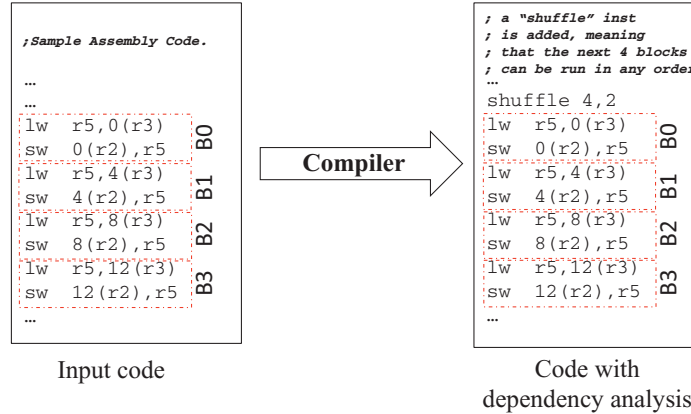 ;Sample Assembly Code.
…
…
lw r5,0(r3)
sw 0(r2),r5
B0
lw r5,4(r3)
sw 4(r2),r5
B1
lw r5,8(r3)
sw 8(r2),r5
B2
lw r5,12(r3)
sw 12(r2),r5
B3
…
Input code
Compiler
; a "shuffle" inst
; is added, meaning
; that the next 4 blocks
; can be run in any order
…
shuffle 4,2
lw r5,0(r3)
sw 0(r2),r5
B0
lw r5,4(r3)
sw 4(r2),r5
B1
lw r5,8(r3)
sw 8(r2),r5
B2
lw r5,12(r3)
sw 12(r2),r5
B3
…
Code with
dependency analysis